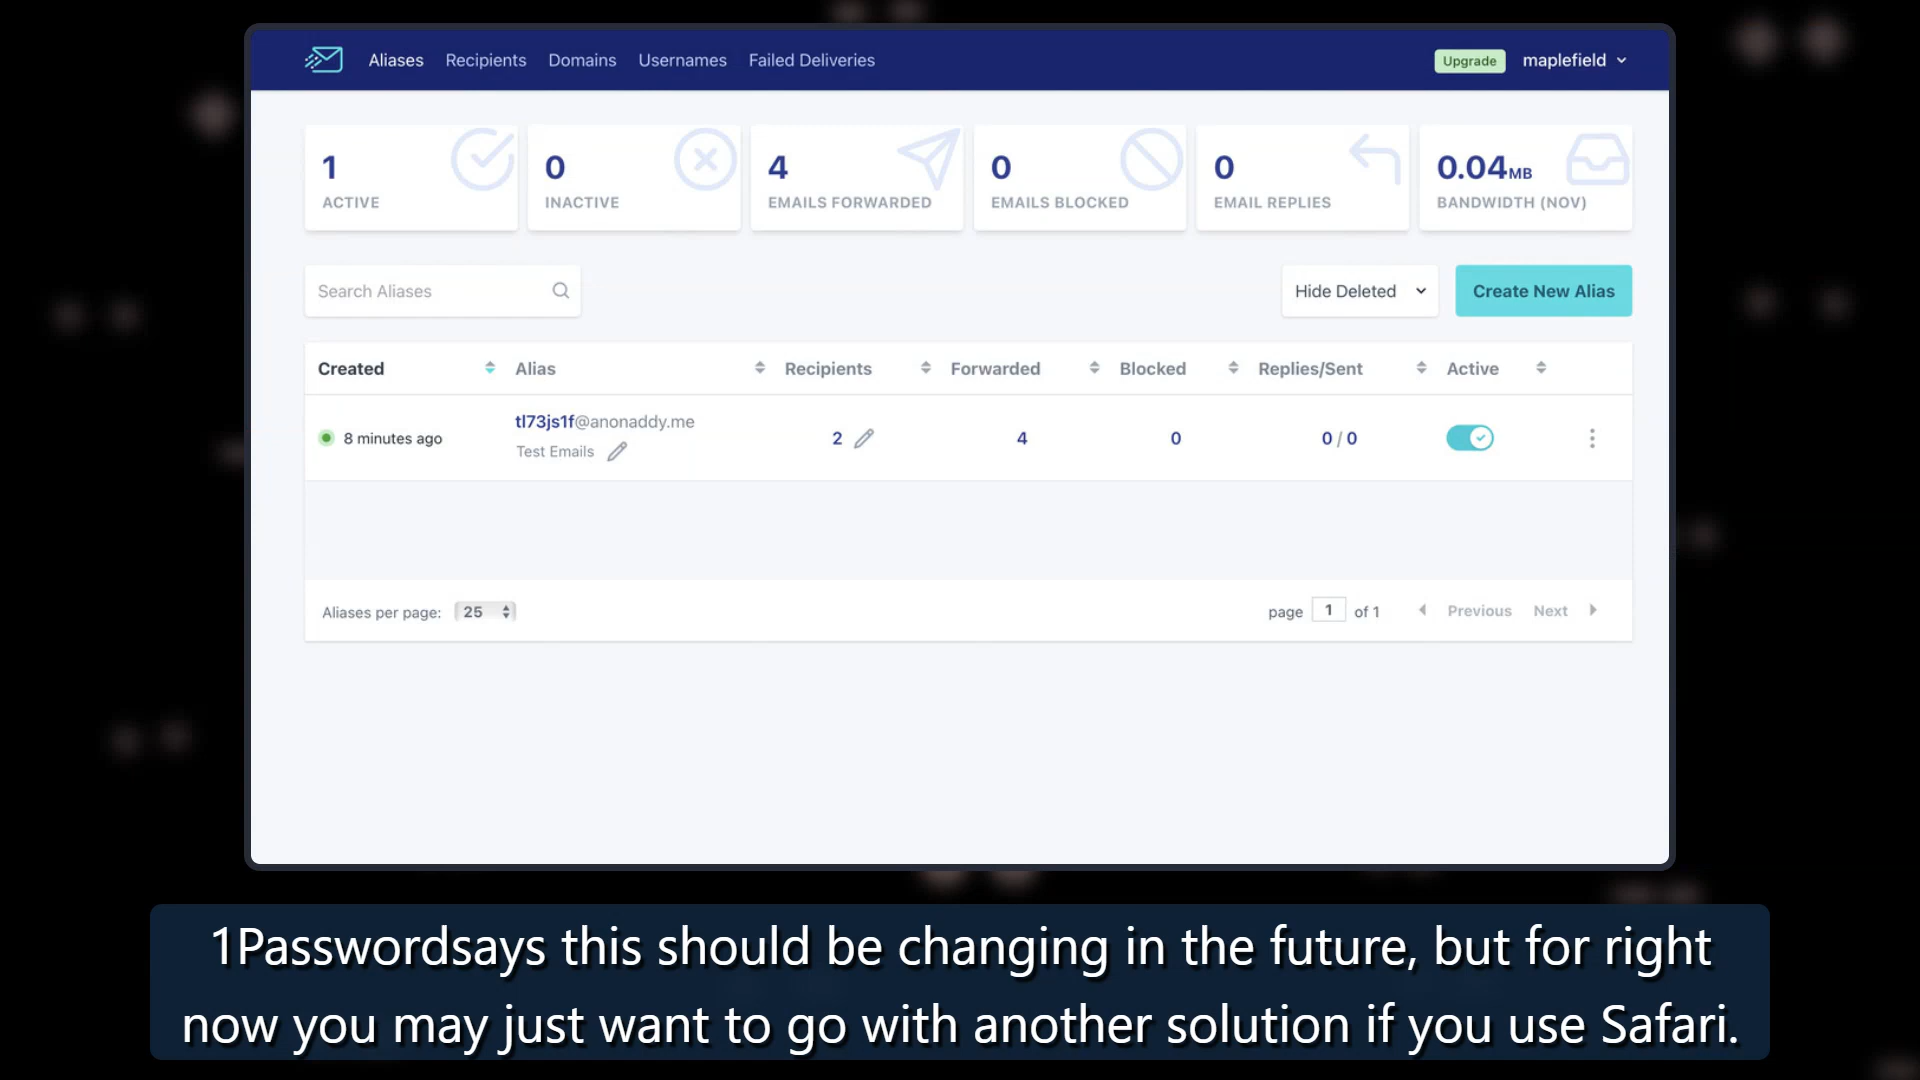 Aliases Recipients Domains Usernames Failed Deliveries Upgrade maplefield
1 0 4 0 0 0.04MB
ACTIVE INACTIVE EMAILS FORWARDED EMAILS BLOCKED EMAIL REPLIES BANDWIDTH (NOV)
Search Aliases Hide Deleted Create New Alias
Created Alias Recipients Forwarded Blocked Replies/Sent Active
tl73js1f@anonaddy.me
8 minutes ago 2 4 0 0 / 0
Test Emails
Aliases per page: 25 page 1 of 1 Previous Next
1Passwordsays this should be changing in the future, but for right
now you may just want to go with another solution if you use Safari.